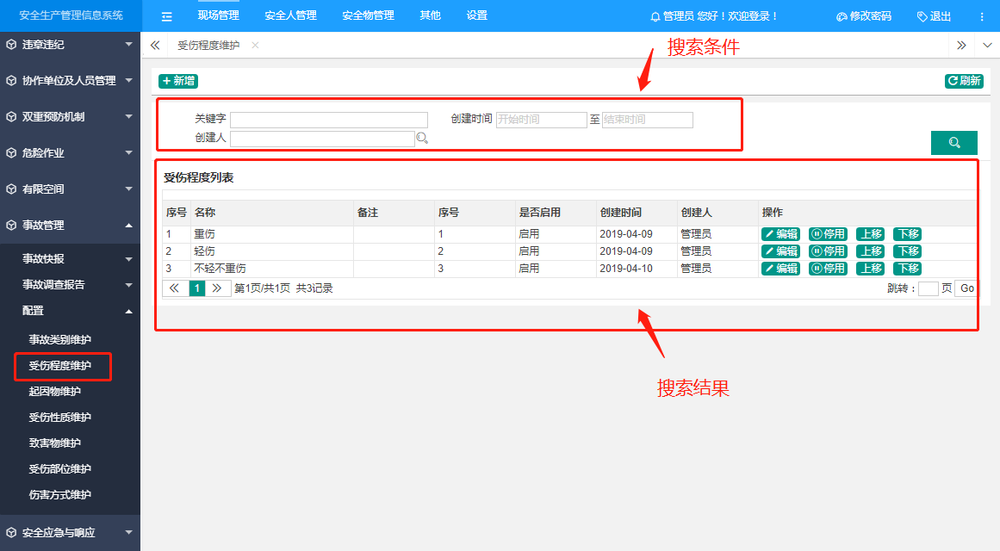 安全生产管理信息系统 现场管理 安全人管理 安全物管理 其他 设置 管理员 您好！欢迎登录！ 修改密码 退出
违章违纪
协作单位及人员管理
双重预防机制
危险作业
有限空间
事故管理
事故快报
事故调查报告
配置
事故类别维护
受伤程度维护
起因物维护
受伤性质维护
致害物维护
受伤部位维护
伤害方式维护
安全应急与响应
受伤程度维护
搜索条件
新增 刷新
关键字 创建时间 开始时间 至 结束时间
创建人
受伤程度列表
序号 名称 备注 序号 是否启用 创建时间 创建人 操作
1 重伤 1 启用 2019-04-09 管理员 编辑 停用 上移 下移
2 轻伤 2 启用 2019-04-09 管理员 编辑 停用 上移 下移
3 不轻不重伤 3 启用 2019-04-10 管理员 编辑 停用 上移 下移
1 第1页/共1页 共3记录 跳转： 页 Go
搜索结果